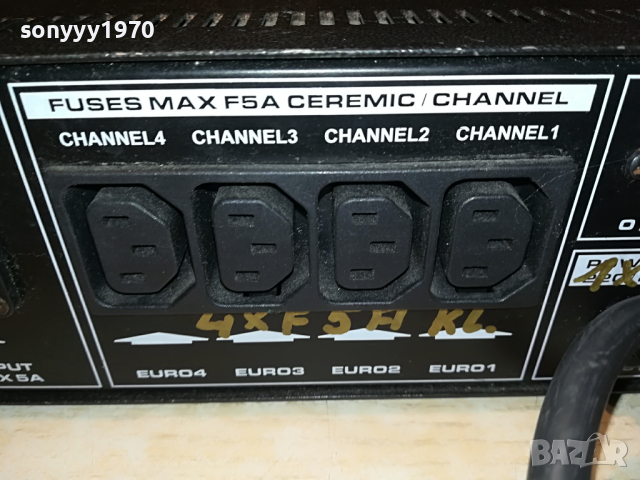 sonyyy1970
FUSES MAX F5A CEREMIC / CHANNEL
CHANNEL4 CHANNEL3 CHANNEL2 CHANNEL1
4XF5A KL.
EURO4 EURO3 EURO2 EURO1
PUT
X 5A
BAZAR
bg